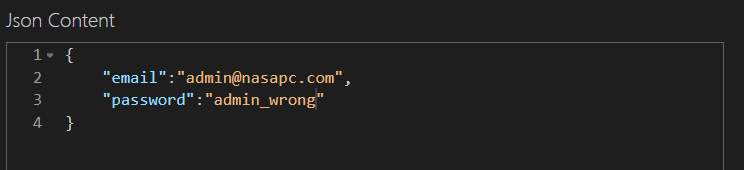 Json Content
1 {
2 "email":"admin@nasapc.com",
3 "password":"admin_wrong"
4 }